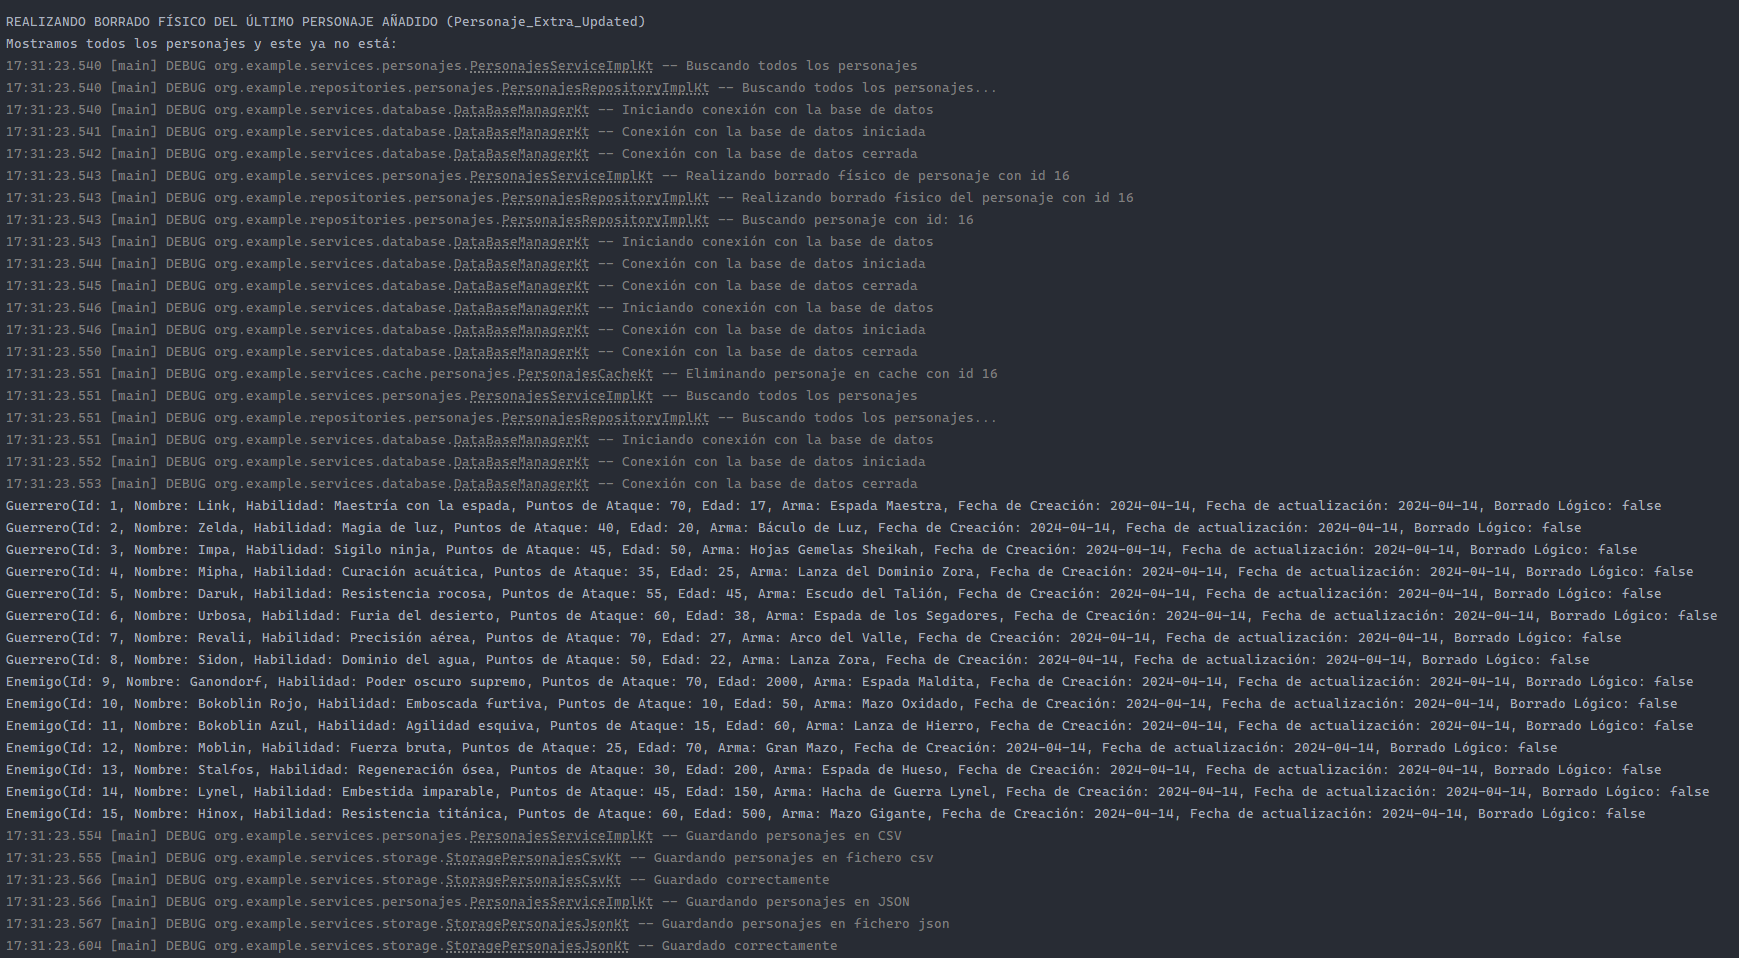 REALIZANDO BORRADO FÍSICO DEL ÚLTIMO PERSONAJE AÑADIDO (Personaje_Extra_Updated)
Mostramos todos los personajes y este ya no está:
17:31:23.540 [main] DEBUG org.example.services.personajes.PersonajesServiceImplKt -- Buscando todos los personajes
17:31:23.540 [main] DEBUG org.example.repositories.personajes.PersonajesRepositoryImplKt -- Buscando todos los personajes...
17:31:23.540 [main] DEBUG org.example.services.database.DataBaseManagerKt -- Iniciando conexión con la base de datos
17:31:23.541 [main] DEBUG org.example.services.database.DataBaseManagerKt -- Conexión con la base de datos iniciada
17:31:23.542 [main] DEBUG org.example.services.database.DataBaseManagerKt -- Conexión con la base de datos cerrada
17:31:23.543 [main] DEBUG org.example.services.personajes.PersonajesServiceImplKt -- Realizando borrado físico de personaje con id 16
17:31:23.543 [main] DEBUG org.example.repositories.personajes.PersonajesRepositoryImplKt -- Realizando borrado fisico del personaje con id 16
17:31:23.543 [main] DEBUG org.example.repositories.personajes.PersonajesRepositoryImplKt -- Buscando personaje con id: 16
17:31:23.543 [main] DEBUG org.example.services.database.DataBaseManagerKt -- Iniciando conexión con la base de datos
17:31:23.544 [main] DEBUG org.example.services.database.DataBaseManagerKt -- Conexión con la base de datos iniciada
17:31:23.545 [main] DEBUG org.example.services.database.DataBaseManagerKt -- Conexión con la base de datos cerrada
17:31:23.546 [main] DEBUG org.example.services.database.DataBaseManagerKt -- Iniciando conexión con la base de datos
17:31:23.546 [main] DEBUG org.example.services.database.DataBaseManagerKt -- Conexión con la base de datos iniciada
17:31:23.550 [main] DEBUG org.example.services.database.DataBaseManagerKt -- Conexión con la base de datos cerrada
17:31:23.551 [main] DEBUG org.example.services.cache.personajes.PersonajesCacheKt -- Eliminando personaje en cache con id 16
17:31:23.551 [main] DEBUG org.example.services.personajes.PersonajesServiceImplKt -- Buscando todos los personajes
17:31:23.551 [main] DEBUG org.example.repositories.personajes.PersonajesRepositoryImplKt -- Buscando todos los personajes...
17:31:23.551 [main] DEBUG org.example.services.database.DataBaseManagerKt -- Iniciando conexión con la base de datos
17:31:23.552 [main] DEBUG org.example.services.database.DataBaseManagerKt -- Conexión con la base de datos iniciada
17:31:23.553 [main] DEBUG org.example.services.database.DataBaseManagerKt -- Conexión con la base de datos cerrada
Guerrero(Id: 1, Nombre: Link, Habilidad: Maestría con la espada, Puntos de Ataque: 70, Edad: 17, Arma: Espada Maestra, Fecha de Creación: 2024-04-14, Fecha de actualización: 2024-04-14, Borrado Lógico: false
Guerrero(Id: 2, Nombre: Zelda, Habilidad: Magia de luz, Puntos de Ataque: 40, Edad: 20, Arma: Báculo de Luz, Fecha de Creación: 2024-04-14, Fecha de actualización: 2024-04-14, Borrado Lógico: false
Guerrero(Id: 3, Nombre: Impa, Habilidad: Sigilo ninja, Puntos de Ataque: 45, Edad: 50, Arma: Hojas Gemelas Sheikah, Fecha de Creación: 2024-04-14, Fecha de actualización: 2024-04-14, Borrado Lógico: false
Guerrero(Id: 4, Nombre: Mipha, Habilidad: Curación acuática, Puntos de Ataque: 35, Edad: 25, Arma: Lanza del Dominio Zora, Fecha de Creación: 2024-04-14, Fecha de actualización: 2024-04-14, Borrado Lógico: false
Guerrero(Id: 5, Nombre: Daruk, Habilidad: Resistencia rocosa, Puntos de Ataque: 55, Edad: 45, Arma: Escudo del Talión, Fecha de Creación: 2024-04-14, Fecha de actualización: 2024-04-14, Borrado Lógico: false
Guerrero(Id: 6, Nombre: Urbosa, Habilidad: Furia del desierto, Puntos de Ataque: 60, Edad: 38, Arma: Espada de los Segadores, Fecha de Creación: 2024-04-14, Fecha de actualización: 2024-04-14, Borrado Lógico: false
Guerrero(Id: 7, Nombre: Revali, Habilidad: Precisión aérea, Puntos de Ataque: 70, Edad: 27, Arma: Arco del Valle, Fecha de Creación: 2024-04-14, Fecha de actualización: 2024-04-14, Borrado Lógico: false
Guerrero(Id: 8, Nombre: Sidon, Habilidad: Dominio del agua, Puntos de Ataque: 50, Edad: 22, Arma: Lanza Zora, Fecha de Creación: 2024-04-14, Fecha de actualización: 2024-04-14, Borrado Lógico: false
Enemigo(Id: 9, Nombre: Ganondorf, Habilidad: Poder oscuro supremo, Puntos de Ataque: 70, Edad: 2000, Arma: Espada Maldita, Fecha de Creación: 2024-04-14, Fecha de actualización: 2024-04-14, Borrado Lógico: false
Enemigo(Id: 10, Nombre: Bokoblin Rojo, Habilidad: Emboscada furtiva, Puntos de Ataque: 10, Edad: 50, Arma: Mazo Oxidado, Fecha de Creación: 2024-04-14, Fecha de actualización: 2024-04-14, Borrado Lógico: false
Enemigo(Id: 11, Nombre: Bokoblin Azul, Habilidad: Agilidad esquiva, Puntos de Ataque: 15, Edad: 60, Arma: Lanza de Hierro, Fecha de Creación: 2024-04-14, Fecha de actualización: 2024-04-14, Borrado Lógico: false
Enemigo(Id: 12, Nombre: Moblin, Habilidad: Fuerza bruta, Puntos de Ataque: 25, Edad: 70, Arma: Gran Mazo, Fecha de Creación: 2024-04-14, Fecha de actualización: 2024-04-14, Borrado Lógico: false
Enemigo(Id: 13, Nombre: Stalfos, Habilidad: Regeneración ósea, Puntos de Ataque: 30, Edad: 200, Arma: Espada de Hueso, Fecha de Creación: 2024-04-14, Fecha de actualización: 2024-04-14, Borrado Lógico: false
Enemigo(Id: 14, Nombre: Lynel, Habilidad: Embestida imparable, Puntos de Ataque: 45, Edad: 150, Arma: Hacha de Guerra Lynel, Fecha de Creación: 2024-04-14, Fecha de actualización: 2024-04-14, Borrado Lógico: false
Enemigo(Id: 15, Nombre: Hinox, Habilidad: Resistencia titánica, Puntos de Ataque: 60, Edad: 500, Arma: Mazo Gigante, Fecha de Creación: 2024-04-14, Fecha de actualización: 2024-04-14, Borrado Lógico: false
17:31:23.554 [main] DEBUG org.example.services.personajes.PersonajesServiceImplKt -- Guardando personajes en CSV
17:31:23.555 [main] DEBUG org.example.services.storage.StoragePersonajesCsvKt -- Guardando personajes en fichero csv
17:31:23.566 [main] DEBUG org.example.services.storage.StoragePersonajesCsvKt -- Guardado correctamente
17:31:23.566 [main] DEBUG org.example.services.personajes.PersonajesServiceImplKt -- Guardando personajes en JSON
17:31:23.567 [main] DEBUG org.example.services.storage.StoragePersonajesJsonKt -- Guardando personajes en fichero json
17:31:23.604 [main] DEBUG org.example.services.storage.StoragePersonajesJsonKt -- Guardado correctamente